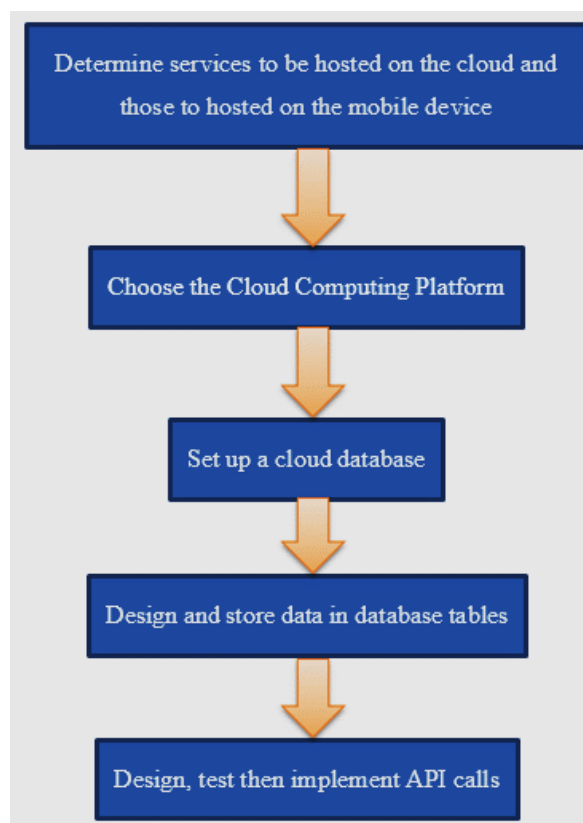 Determine services to be hosted on the cloud and
those to hosted on the mobile device
Choose the Cloud Computing Platform
Set up a cloud database
Design and store data in database tables
Design, test then implement API calls